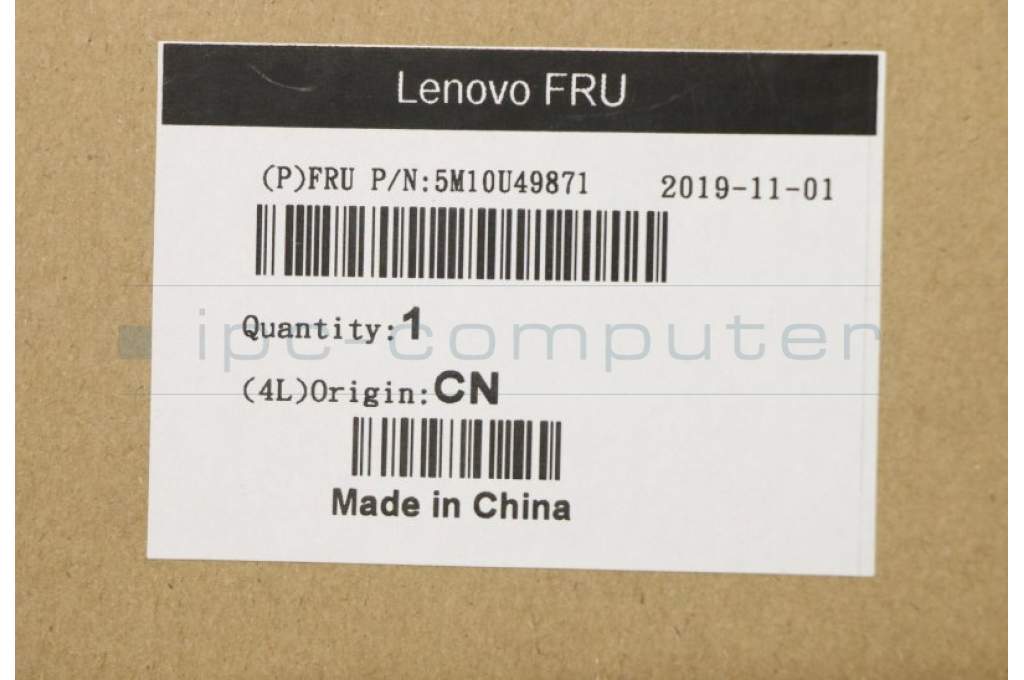 Lenovo FRU
(P)FRU P/N:5M10U49871 2019-11-01
Quantity:1
ipc-computer
(4L)Origin:CN
Made in China